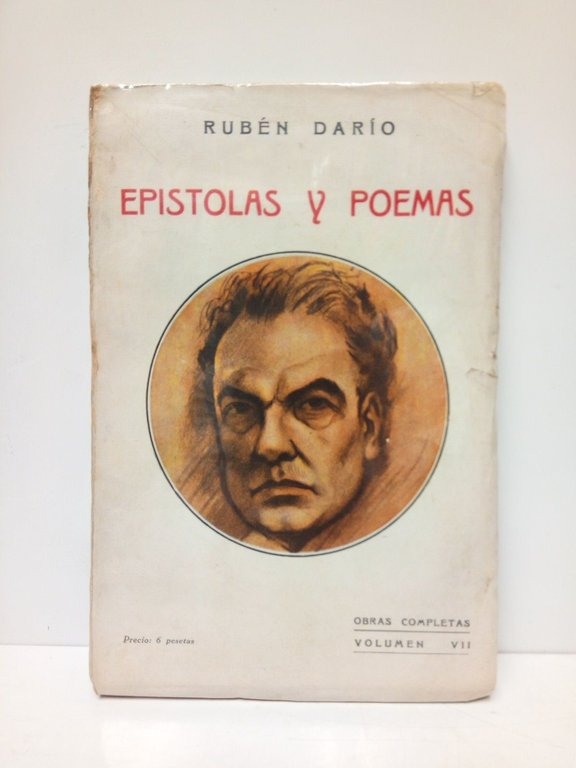 RUBÉN DARÍO
EPISTOLAS Y POEMAS
OBRAS COMPLETAS
Precio: 6 pesetas
VOLUMEN VII